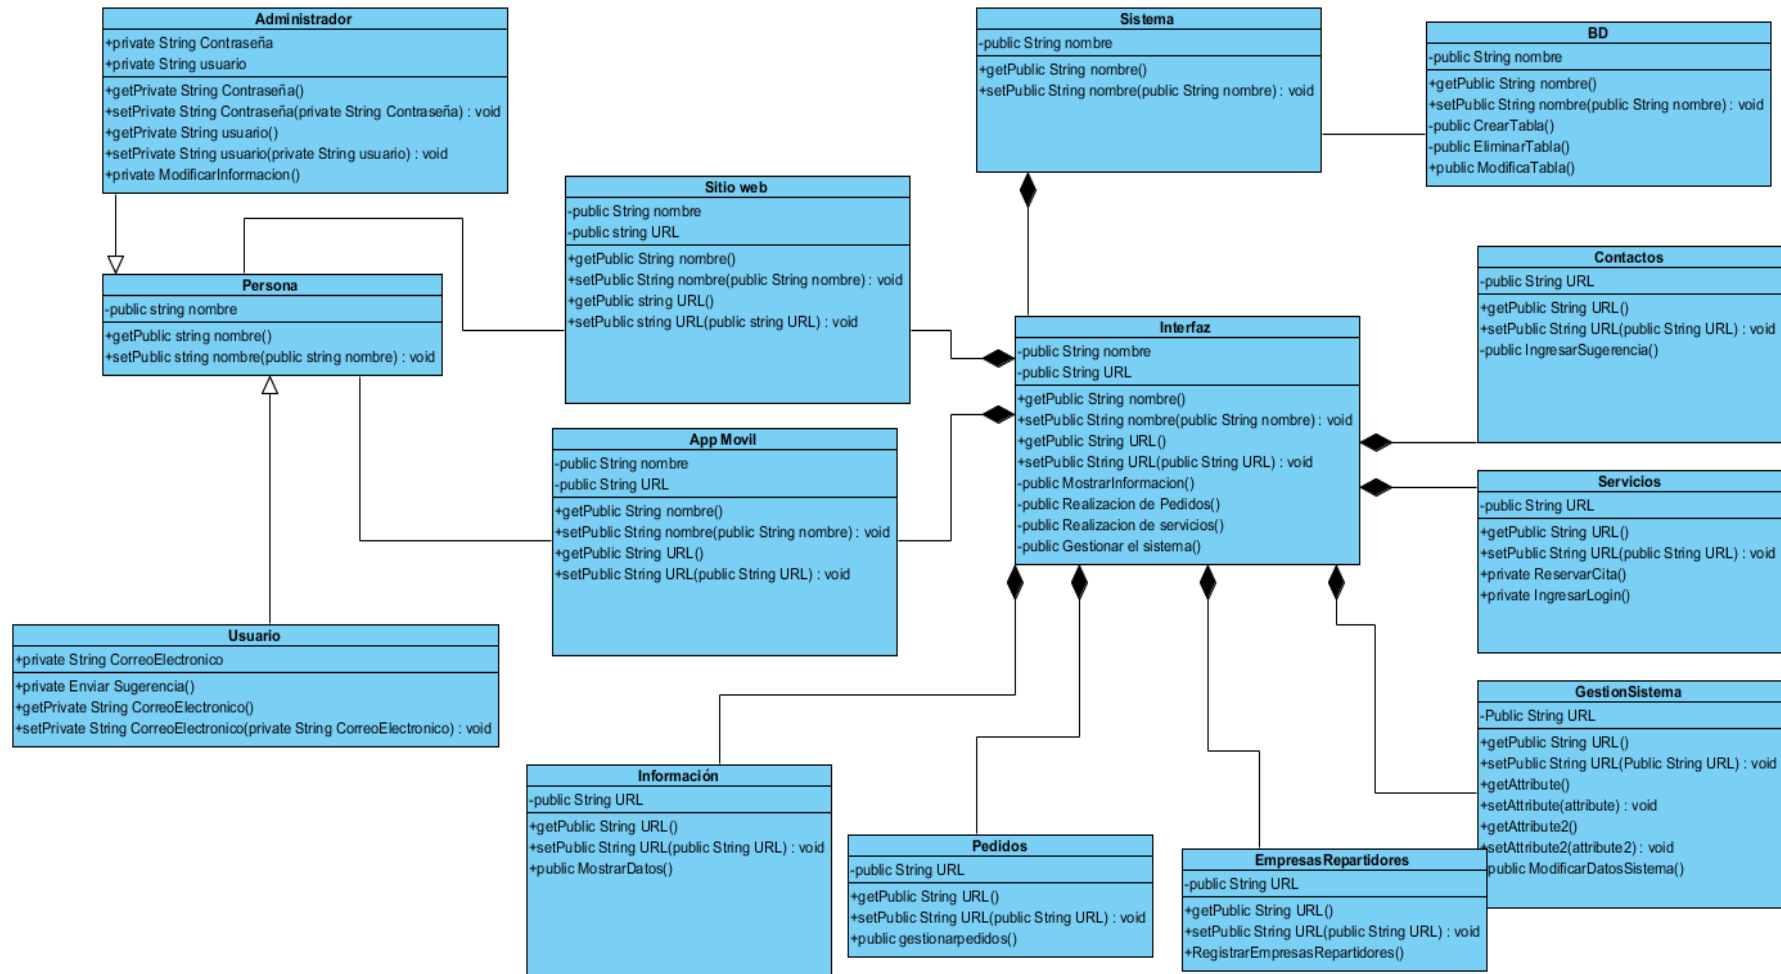 Administrador
+private String Contraseña
+private String usuario
+getPrivate String Contraseña()
+setPrivate String Contraseña(private String Contraseña) : void
+getPrivate String usuario()
+setPrivate String usuario(private String usuario) : void
+private ModificarInformacion()
Sistema
-public String nombre
+getPublic String nombre()
+setPublic String nombre(public String nombre) : void
BD
-public String nombre
+getPublic String nombre()
+setPublic String nombre(public String nombre) : void
-public CrearTabla()
-public EliminarTabla()
+public ModificaTabla()
Sitio web
-public String nombre
-public string URL
+getPublic String nombre()
+setPublic String nombre(public String nombre) : void
+getPublic string URL()
+setPublic string URL(public string URL) : void
Persona
-public string nombre
+getPublic string nombre()
+setPublic string nombre(public string nombre) : void
Contactos
-public String URL
+getPublic String URL()
+setPublic String URL(public String URL) : void
-public IngresarSugerencia()
Interfaz
-public String nombre
-public String URL
+getPublic String nombre()
+setPublic String nombre(public String nombre) : void
+getPublic String URL()
+setPublic String URL(public String URL) : void
-public MostrarInformacion()
-public Realizacion de Pedidos()
-public Realizacion de servicios()
-public Gestionar el sistema()
App Movil
-public String nombre
-public String URL
+getPublic String nombre()
+setPublic String nombre(public String nombre) : void
+getPublic String URL()
+setPublic String URL(public String URL) : void
Servicios
-public String URL
+getPublic String URL()
+setPublic String URL(public String URL) : void
+private ReservarCita()
+private IngresarLogin()
Usuario
+private String CorreoElectronico
+private Enviar Sugerencia()
+getPrivate String CorreoElectronico()
+setPrivate String CorreoElectronico(private String CorreoElectronico) : void
GestionSistema
-Public String URL
+getPublic String URL()
+setPublic String URL(Public String URL) : void
+getAttribute()
+setAttribute(attribute) : void
+getAttribute2()
+setAttribute2(attribute2) : void
public ModificarDatosSistema()
Información
-public String URL
+getPublic String URL()
+setPublic String URL(public String URL) : void
+public MostrarDatos()
Pedidos
-public String URL
+getPublic String URL()
+setPublic String URL(public String URL) : void
+public gestionarpedidos()
EmpresasRepartidores
-public String URL
+getPublic String URL()
+setPublic String URL(public String URL) : void
+RegistrarEmpresasRepartidores()